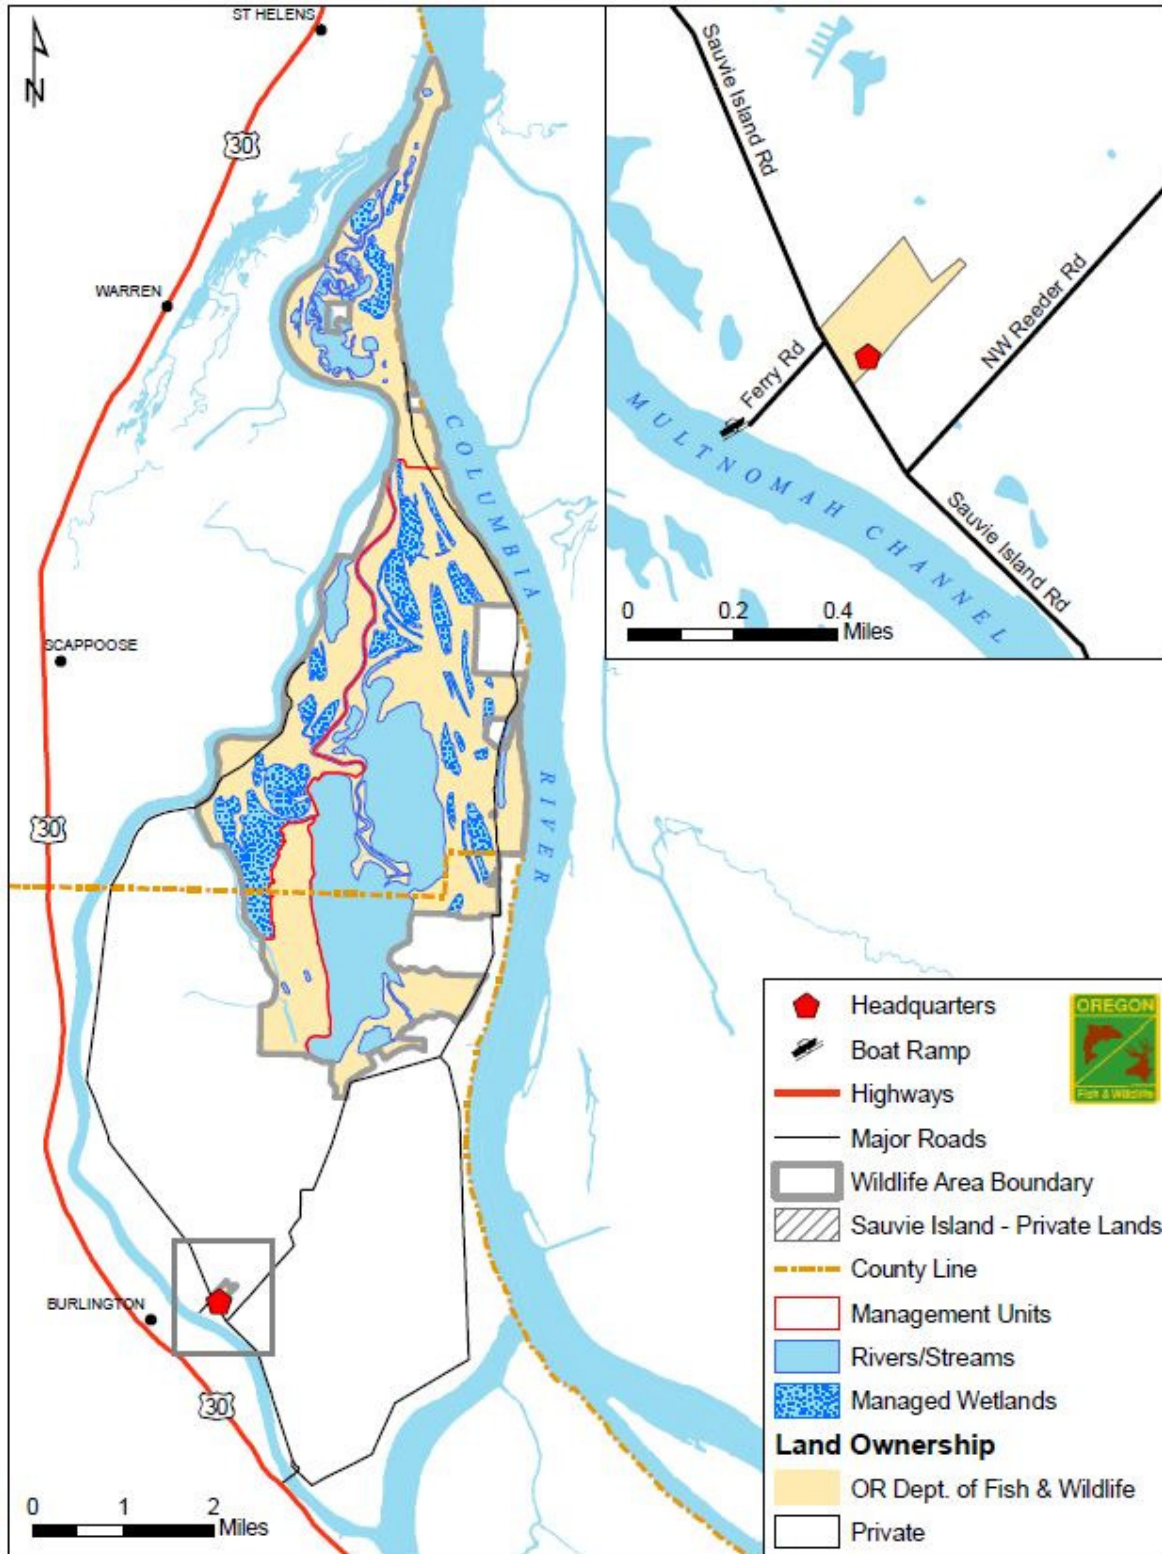 ST HELENS
N
30
WARREN
COLUMBIA
RIVER
SCAPPOOSE
30
BURLINGTON
30
0 1 2
Miles
Sauvie Island Rd
NW Reeder Rd
Ferry Rd
MULTNOMAH CHANNEL
Sauvie Island Rd
0 0.2 0.4
Miles
Headquarters
OREGON
Fish & Wildlife
Boat Ramp
Highways
Major Roads
Wildlife Area Boundary
Sauvie Island - Private Lands
County Line
Management Units
Rivers/Streams
Managed Wetlands
Land Ownership
OR Dept. of Fish & Wildlife
Private